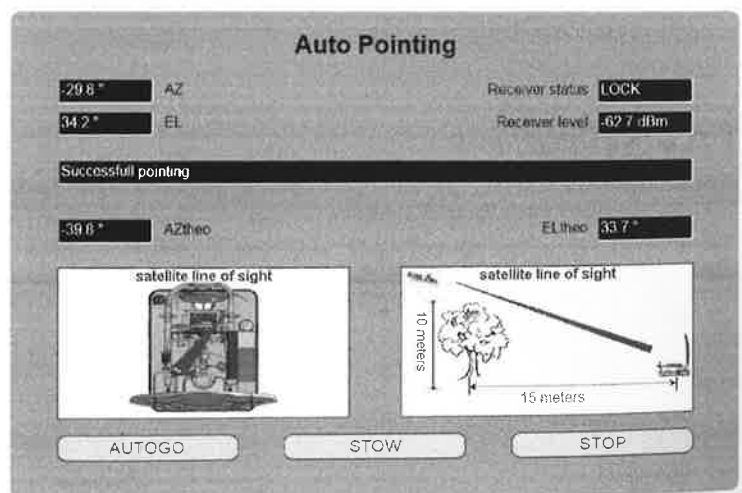 Auto Pointing
-29.8 ° AZ Receiver status LOCK
34.2 ° EL Receiver level -62.7 dBm
Successfull pointing
-39.8 ° AZtheo ELtheo 33.7 °
satellite line of sight
satellite line of sight
10 meters
15 meters
AUTOGO STOW STOP